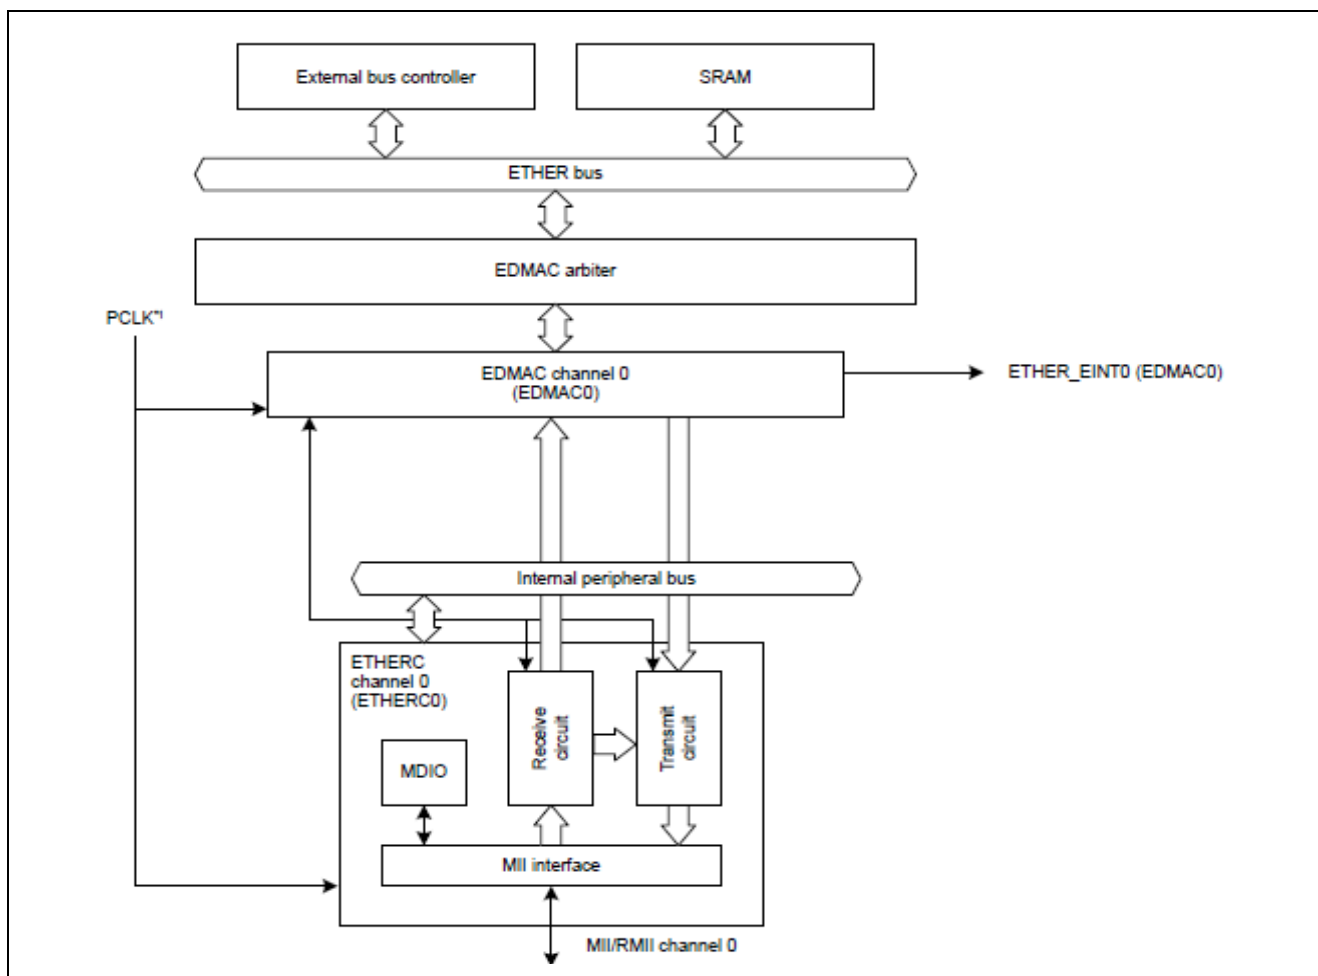 External bus controller
SRAM
ETHER bus
EDMAC arbiter
PCLK*1
EDMAC channel 0
(EDMAC0)
ETHER_EINT0 (EDMAC0)
Internal peripheral bus
ETHERC
channel 0
(ETHERC0)
Receive
circuit
Transmit
circuit
MDIO
MII interface
MII/RMII channel 0